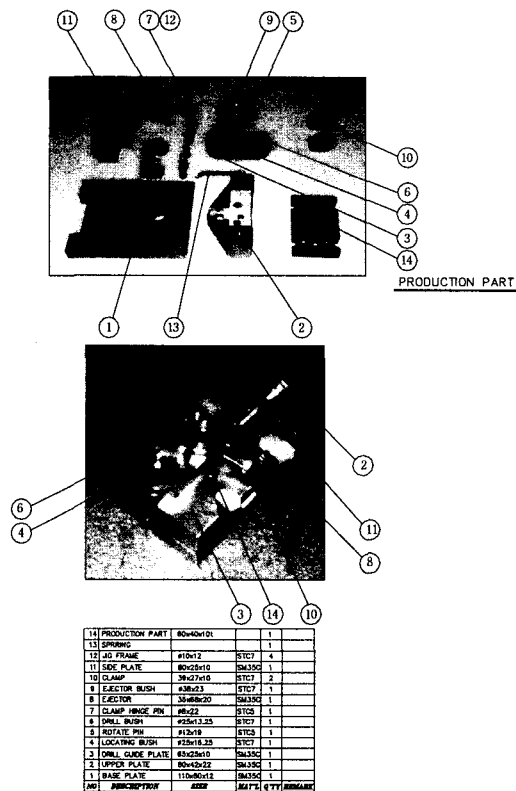 11 8 7 12 9 5
10
6
4
3
14
PRODUCTION PART
1 13 2
2
6
11
4
8
3 14 10
14 PRODUCTION PART 80x40x10t 1
13 SPRRING 1
12 JIG FRAME ø10x12 STC7 4
11 SIDE PLATE 80x25x10 SM35C 1
10 CLAMP 39x27x10 STC7 2
9 EJECTOR BUSH ø38x23 STC7 1
8 EJECTOR SM35C 1
7 CLAMP HINGE PIN ø8x22 STC5 1
6 DRILL BUSH ø25x13.25 STC7 1
5 ROTATE PIN ø12x19 STC5 1
4 LOCATING BUSH ø25x16.25 STC7 1
3 DRILL GUIDE PLATE 63x25x10 SM35C 1
2 UPPER PLATE 80x42x22 SM35C 1
1 BASE PLATE 110x80x12 SM35C 1
NO DESCRIPTION SIZE MAT'L Q'TY REMARK